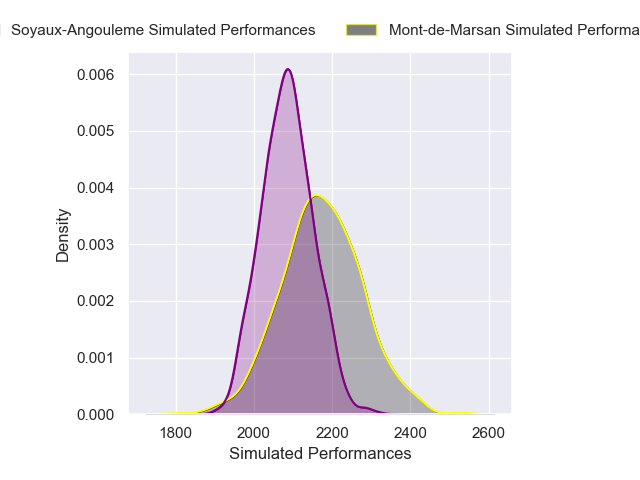 Soyaux-Angouleme Simulated Performances
Mont-de-Marsan Simulated
0.006
0.005
0.004
0.003
0.002
0.001
0.000
Density
1800 2000 2200 2400 2600
Simulated Performances